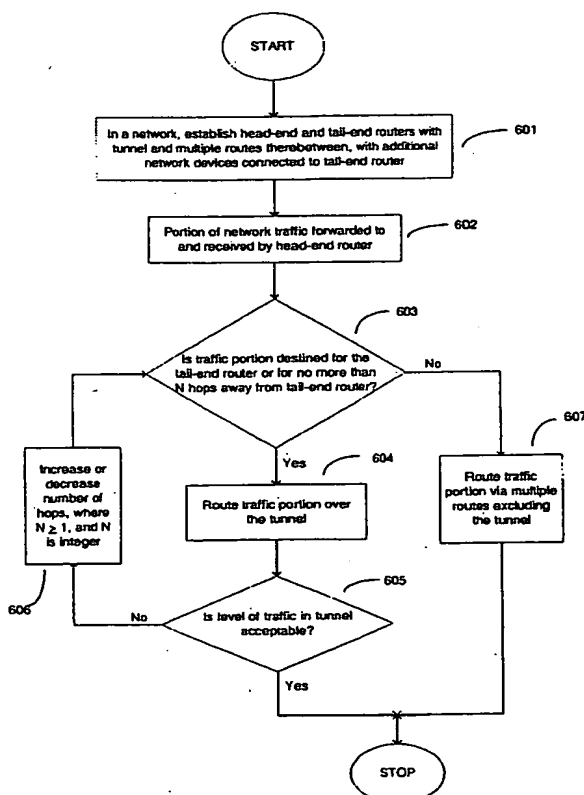 START
In a network, establish head-end and tail-end routers with
tunnel and multiple routes therebetween, with additional
network devices connected to tail-end router
601
Portion of network traffic forwarded to
and received by head-end router
602
603
Is traffic portion destined for the
tail-end router or for no more than
N hops away from tail-end router?
No
607
Yes
604
Increase or
decrease
number of
hops, where
N ≥ 1, and N
is integer
606
Route traffic portion over
the tunnel
Route traffic
portion via multiple
routes excluding
the tunnel
605
No
Is level of traffic in tunnel
acceptable?
Yes
STOP